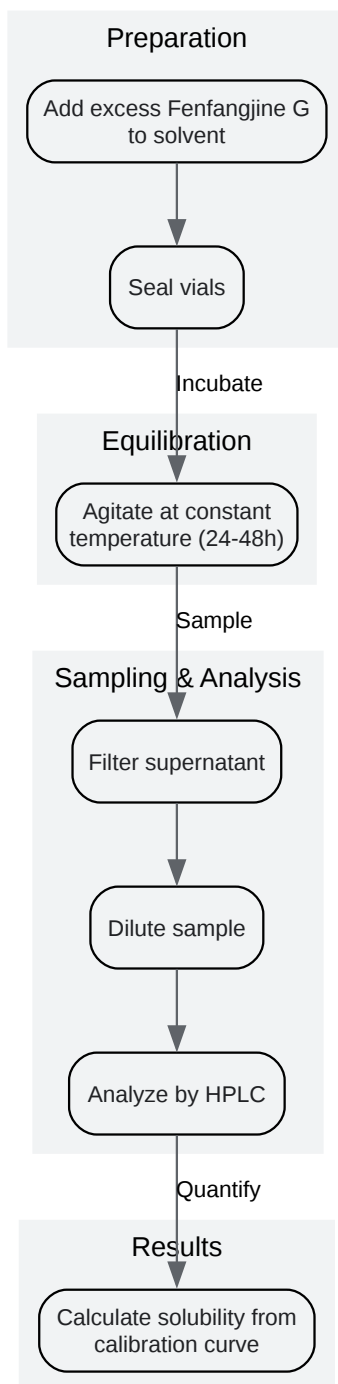 Preparation
Add excess Fenfangjine G
to solvent
Seal vials
Incubate
Equilibration
Agitate at constant
temperature (24-48h)
Sample
Sampling & Analysis
Filter supernatant
Dilute sample
Analyze by HPLC
Quantify
Results
Calculate solubility from
calibration curve